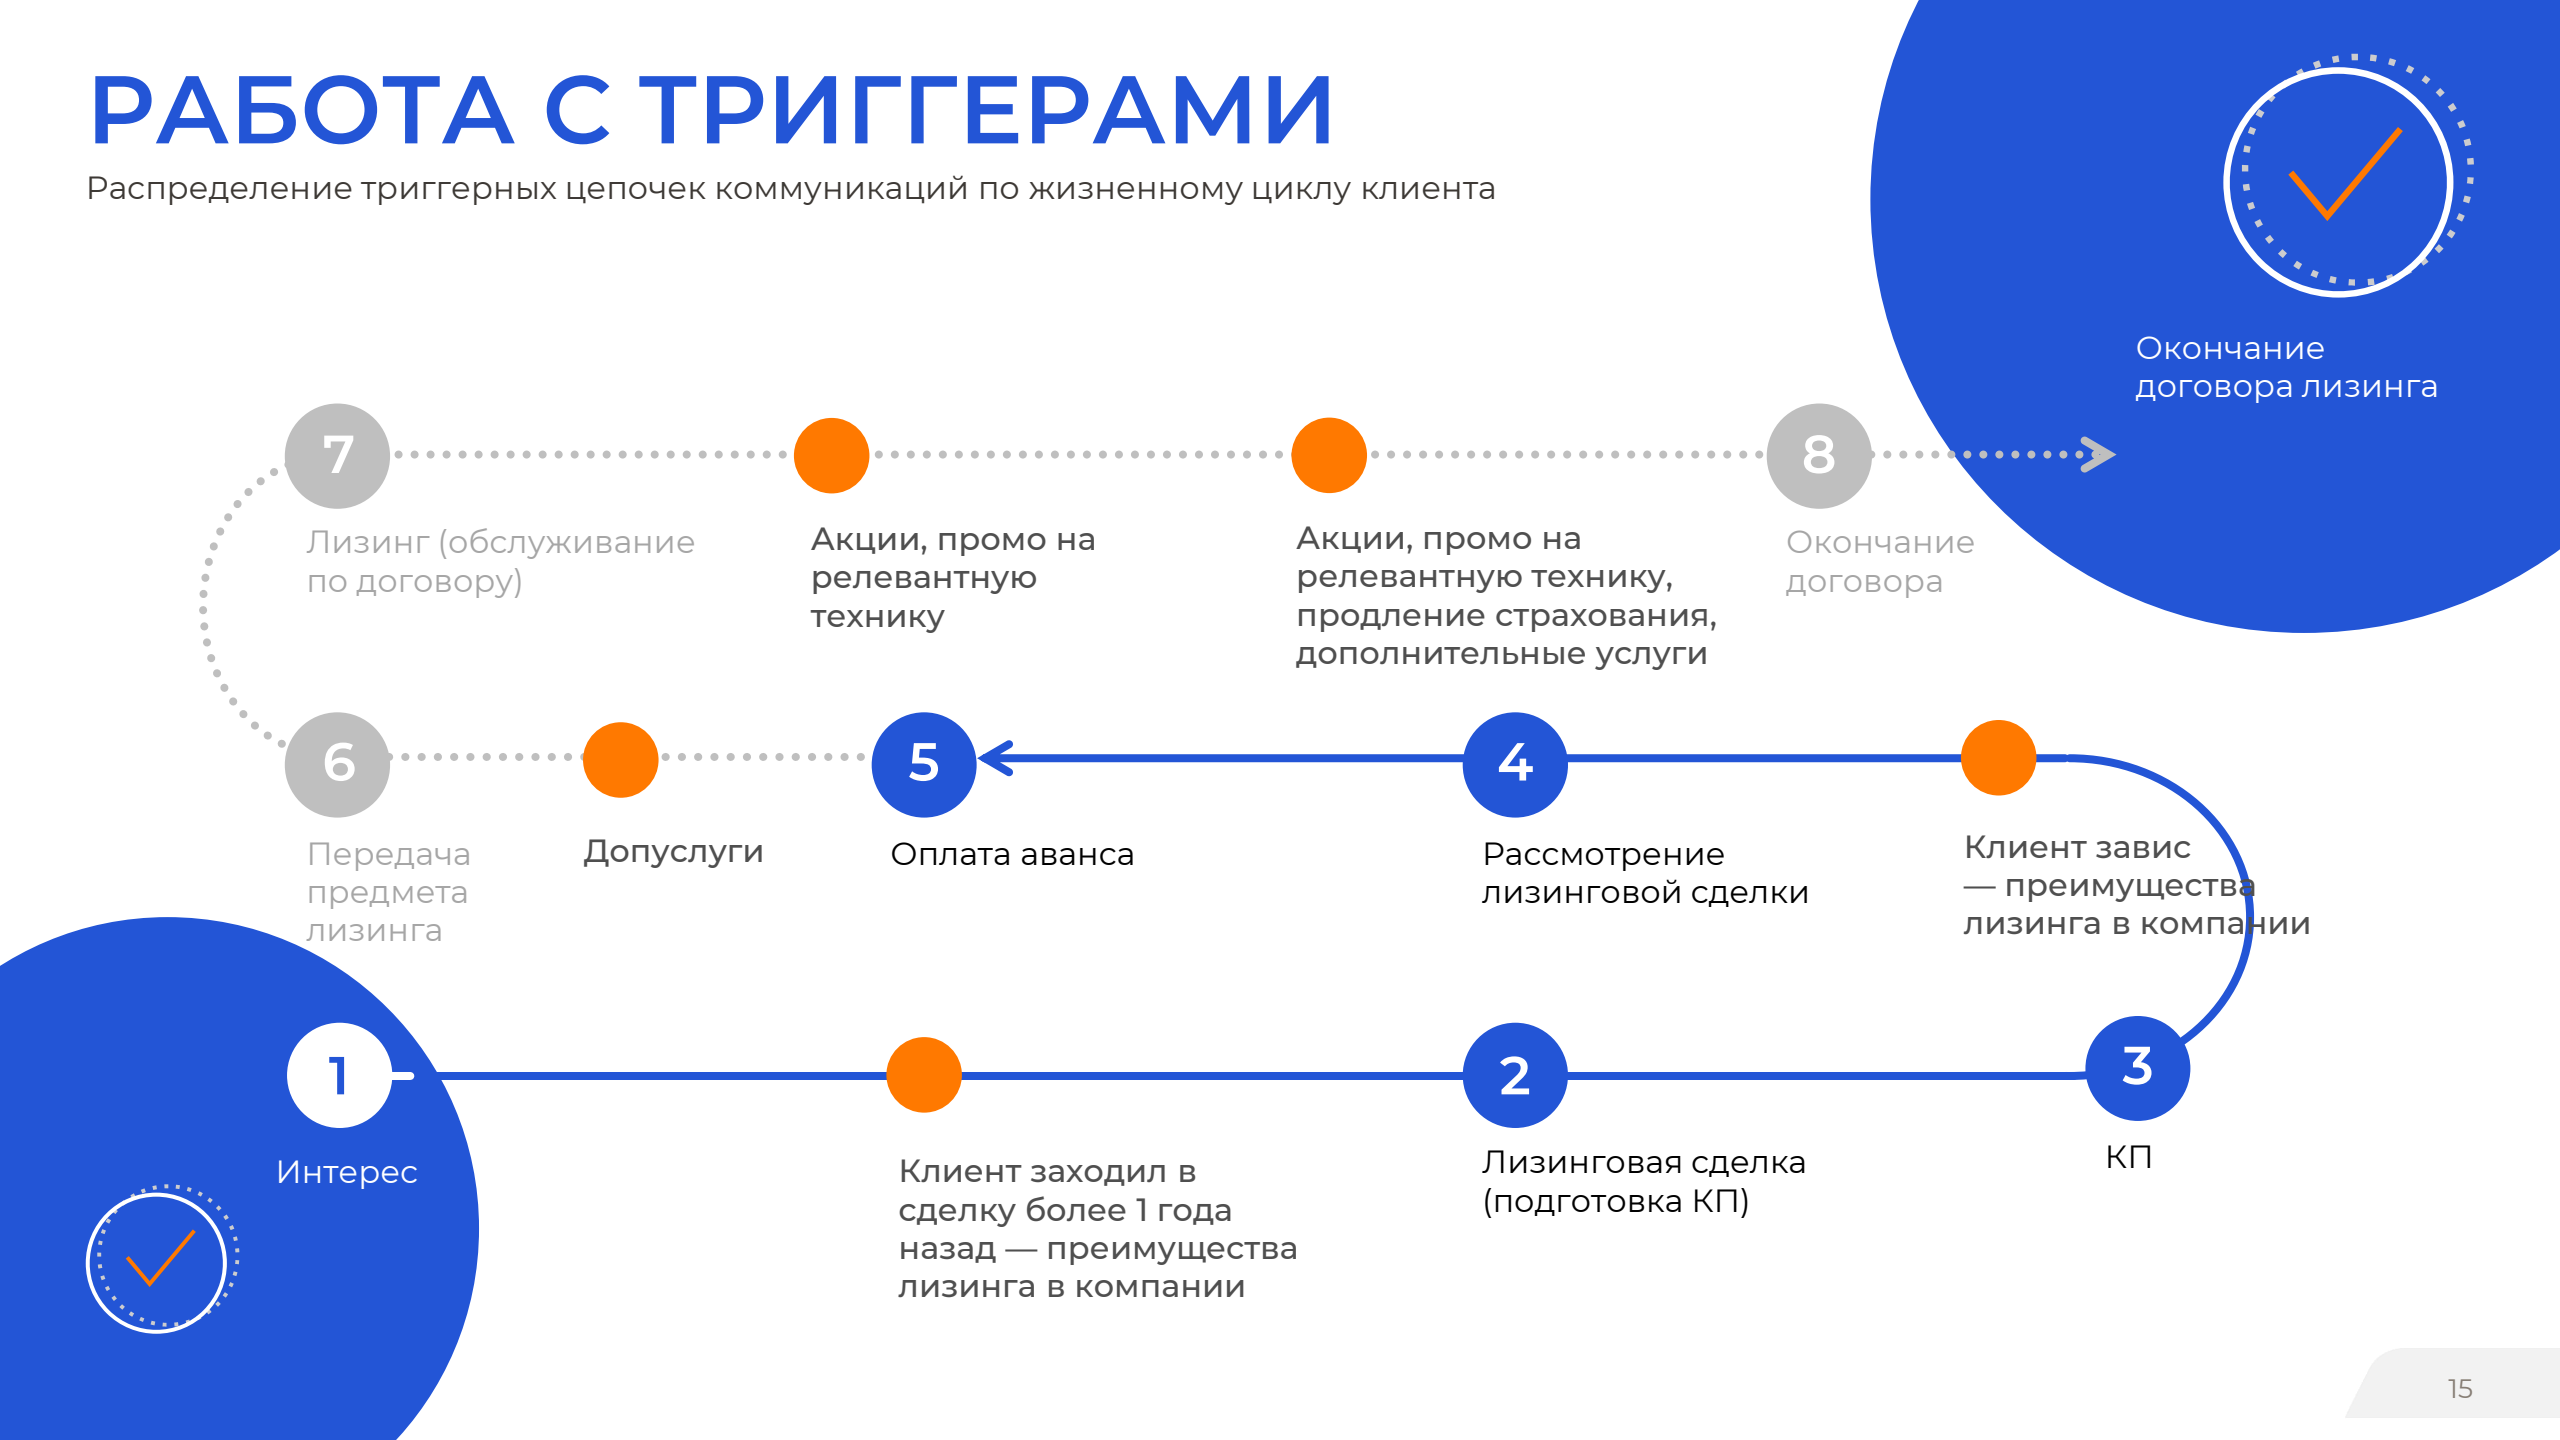 РАБОТА С ТРИГГЕРАМИ
Распределение триггерных цепочек коммуникаций по жизненному циклу клиента
Окончание
договора лизинга
7
8
Лизинг (обслуживание
по договору)
Акции, промо на
релевантную
технику
Акции, промо на
релевантную технику,
продление страхования,
дополнительные услуги
Окончание
договора
6
5
4
Передача
предмета
лизинга
Допуслуги
Оплата аванса
Рассмотрение
лизинговой сделки
Клиент завис
— преимущества
лизинга в компании
1
2
3
Интерес
Клиент заходил в
сделку более 1 года
назад — преимущества
лизинга в компании
Лизинговая сделка
(подготовка КП)
КП
15